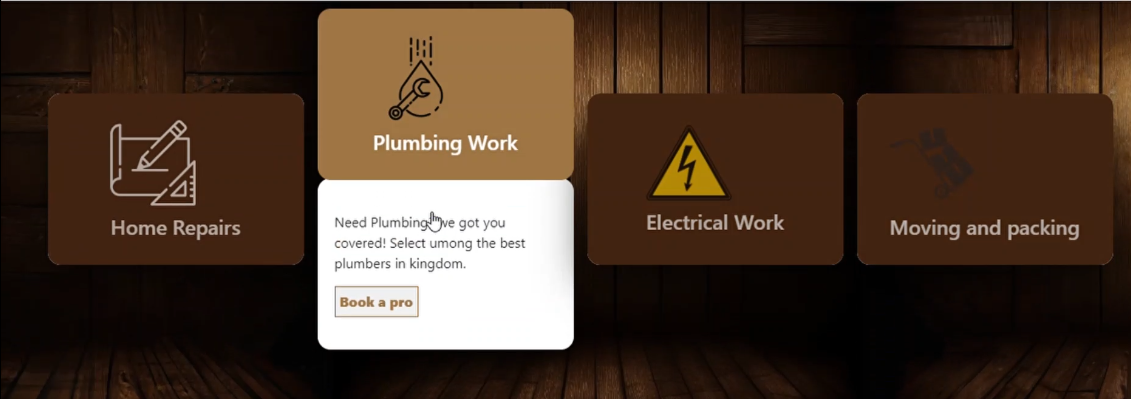 Plumbing Work
Home Repairs
Need Plumbing ve got you
covered! Select umong the best
plumbers in kingdom.
Book a pro
Electrical Work
Moving and packing